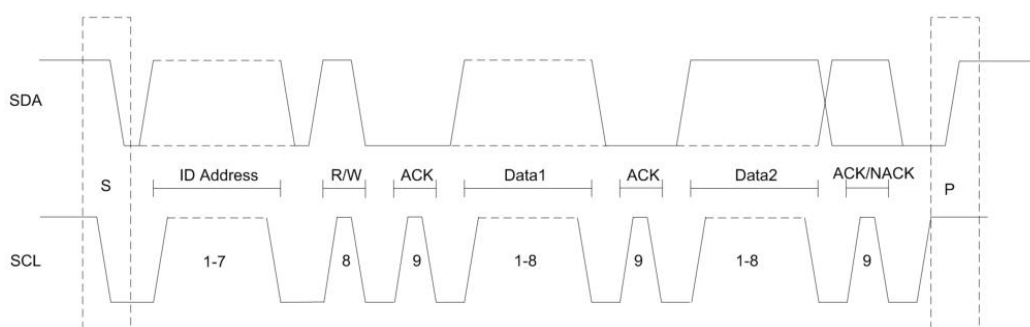 SDA
S
ID Address
R/W
ACK
Data1
ACK
Data2
ACK/NACK
P
SCL
1-7
8
9
1-8
9
1-8
9